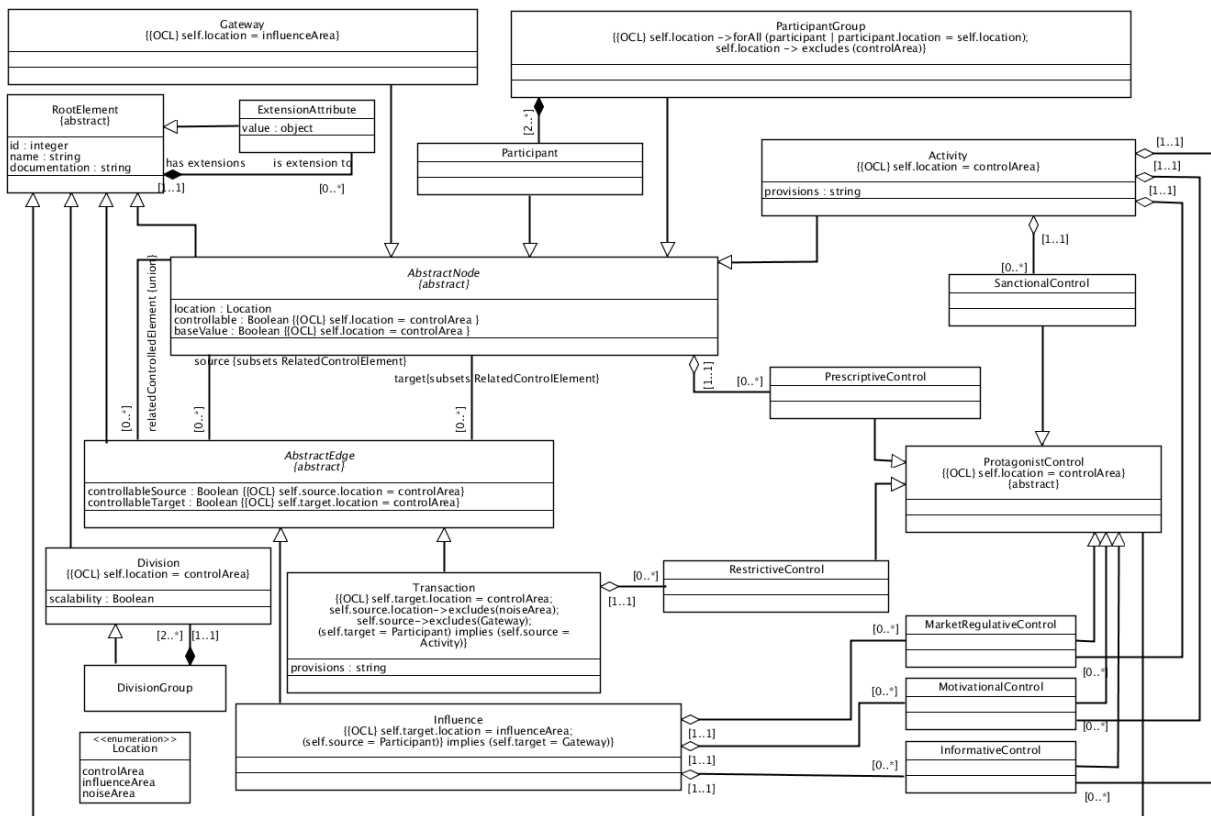 Gateway
{{OCL} self.location = influenceArea}
ParticipantGroup
{{OCL} self.location ->forAll (participant | participant.location = self.location);
self.location -> excludes (controlArea)}
RootElement
{abstract}
id : integer
name : string
documentation : string
ExtensionAttribute
value : object
has extensions
is extension to
[1..1]
[0..*]
[2..*]
Participant
Activity
{{OCL} self.location = controlArea}
provisions : string
[1..1]
[1..1]
[1..1]
[1..1]
[0..*]
SanctionalControl
AbstractNode
{abstract}
location : Location
controllable : Boolean {{OCL} self.location = controlArea }
baseValue : Boolean {{OCL} self.location = controlArea }
relatedControlledElement {union}
[0..*]
source {subsets RelatedControlElement}
[0..*]
target{subsets RelatedControlElement}
[0..*]
[1..1]
[0..*]
PrescriptiveControl
AbstractEdge
{abstract}
controllableSource : Boolean {{OCL} self.source.location = controlArea}
controllableTarget : Boolean {{OCL} self.target.location = controlArea}
ProtagonistControl
{{OCL} self.location = controlArea}
{abstract}
Division
{{OCL} self.location = controlArea}
scalability : Boolean
[2..*]
[1..1]
DivisionGroup
Transaction
{{OCL} self.target.location = controlArea;
self.source.location->excludes(noiseArea);
self.source->excludes(Gateway);
(self.target = Participant) implies (self.source =
Activity)}
provisions : string
[1..1]
[0..*]
RestrictiveControl
Influence
{{OCL} self.target.location = influenceArea;
(self.source = Participant)} implies (self.target = Gateway)}
[1..1]
[1..1]
[1..1]
[0..*]
MarketRegulativeControl
[0..*]
[0..*]
MotivationalControl
[0..*]
[0..*]
InformativeControl
[0..*]
<<enumeration>>
Location
controlArea
influenceArea
noiseArea